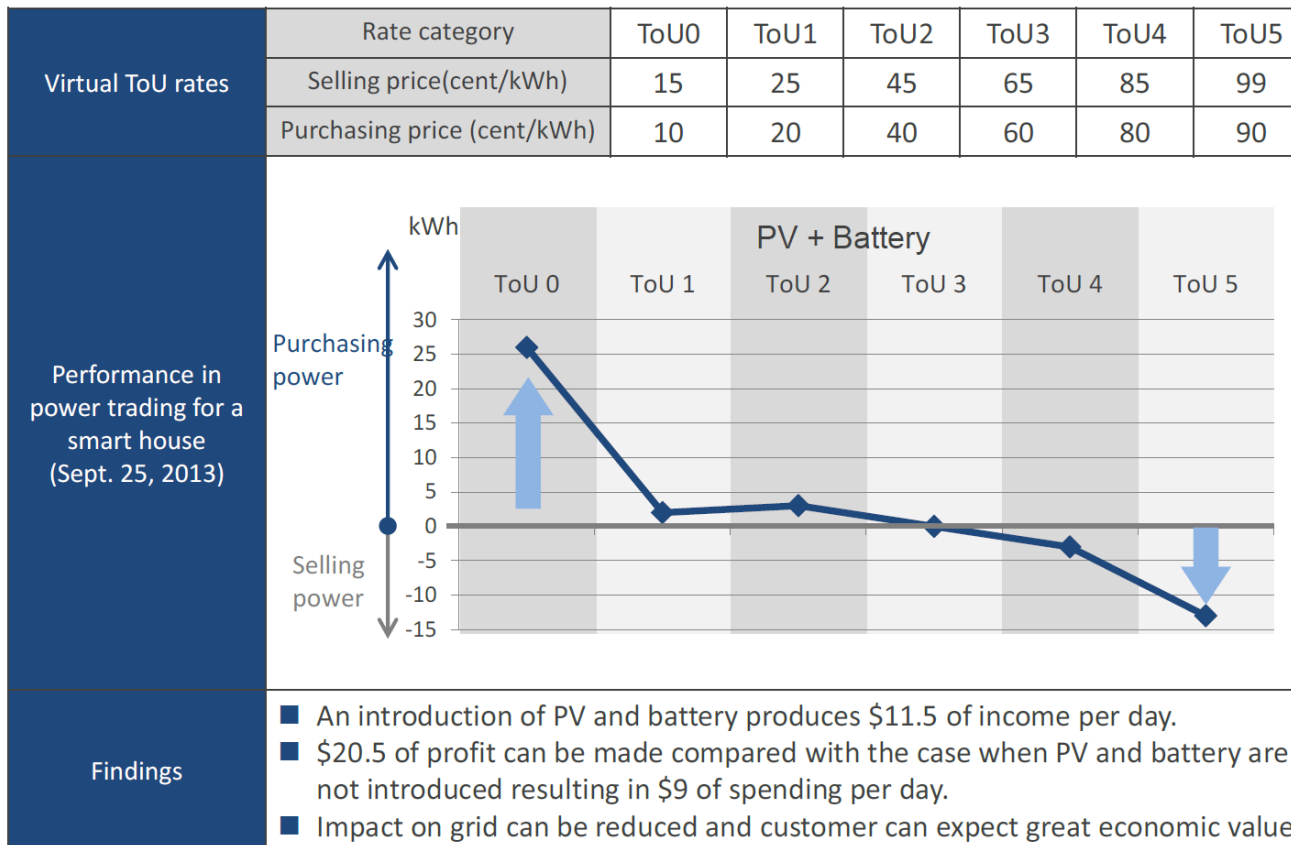 Virtual ToU rates
Rate category ToU0 ToU1 ToU2 ToU3 ToU4 ToU5
Selling price(cent/kWh) 15 25 45 65 85 99
Purchasing price (cent/kWh) 10 20 40 60 80 90
Performance in
power trading for a
smart house
(Sept. 25, 2013)
kWh
PV + Battery
ToU 0 ToU 1 ToU 2 ToU 3 ToU 4 ToU 5
Purchasing
power
Selling
power
30
25
20
15
10
5
0
-5
-10
-15
Findings
■ An introduction of PV and battery produces $11.5 of income per day.
■ $20.5 of profit can be made compared with the case when PV and battery are
not introduced resulting in $9 of spending per day.
■ Impact on grid can be reduced and customer can expect great economic value